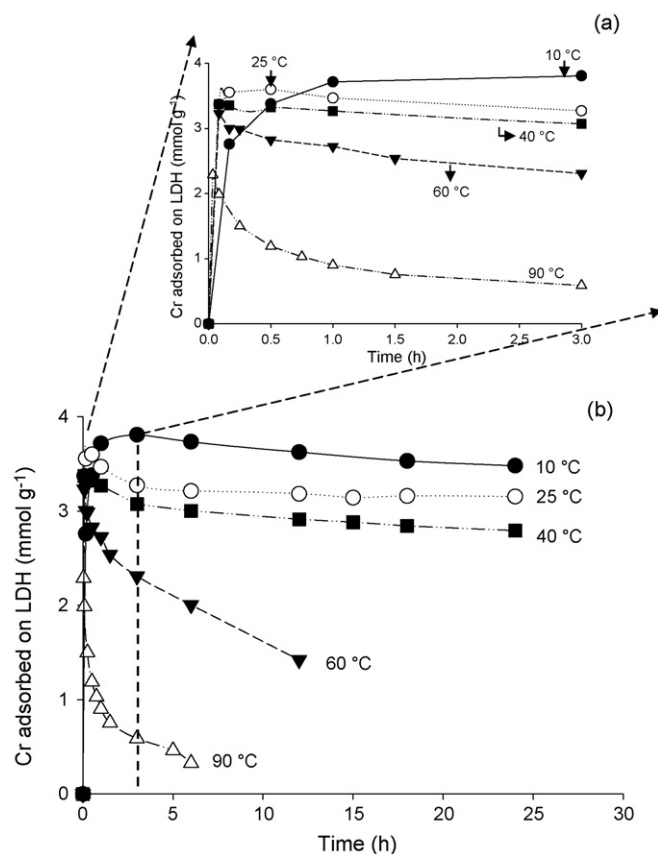 (a)
Cr adsorbed on LDH (mmol g⁻¹)
4
3
2
1
0
25 °C
10 °C
40 °C
60 °C
90 °C
0.0 0.5 1.0 1.5 2.0 2.5 3.0
Time (h)
(b)
Cr adsorbed on LDH (mmol g⁻¹)
4
3
2
1
0
10 °C
25 °C
40 °C
60 °C
90 °C
0 5 10 15 20 25 30
Time (h)